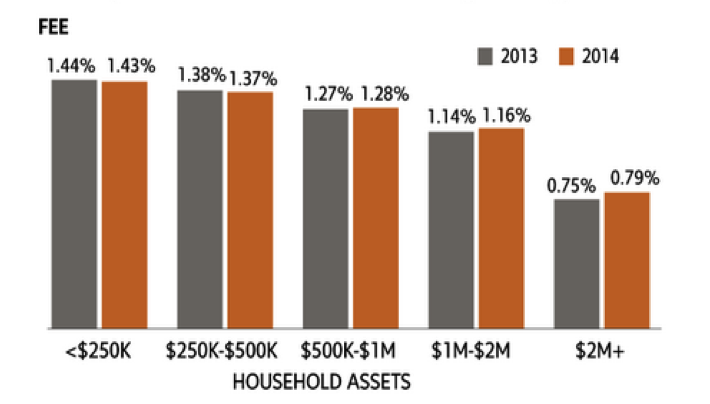 FEE
2013 2014
1.44% 1.43% 1.38% 1.37% 1.27% 1.28% 1.14% 1.16% 0.75% 0.79%
<$250K $250K-$500K $500K-$1M $1M-$2M $2M+
HOUSEHOLD ASSETS